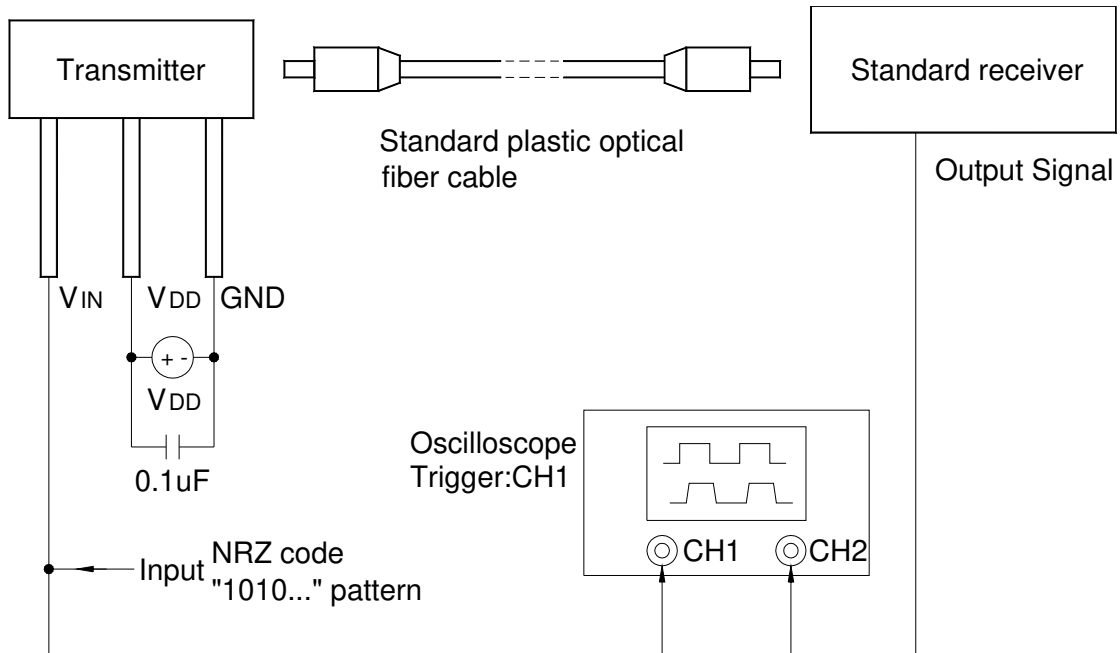 Transmitter
Standard receiver
Standard plastic optical
fiber cable
Output Signal
VIN
VDD
GND
+ -
VDD
0.1uF
Oscilloscope
Trigger:CH1
CH1
CH2
Input
NRZ code
"1010..." pattern